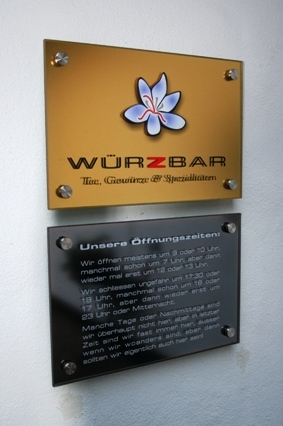 WÜRZBAR
Tee, Gewürze & Spezialitäten
Unsere Öffnungszeiten:
Wir öffnen meistens um 9 oder 10 Uhr,
manchmal schon um 7 Uhr, aber dann
wieder mal erst um 12 oder 13 Uhr.
Wir schliessen ungefähr um 17:30 oder
18 Uhr, manchmal schon um 16 oder
17 Uhr, aber dann wieder erst um
23 Uhr oder Mitternacht.
Manche Tage oder Nachmittage sind
wir überhaupt nicht hier, aber in letzter
Zeit sind wir fast immer hier, ausser
wenn wir woanders sind, aber dann
sollten wir eigentlich auch hier sein!